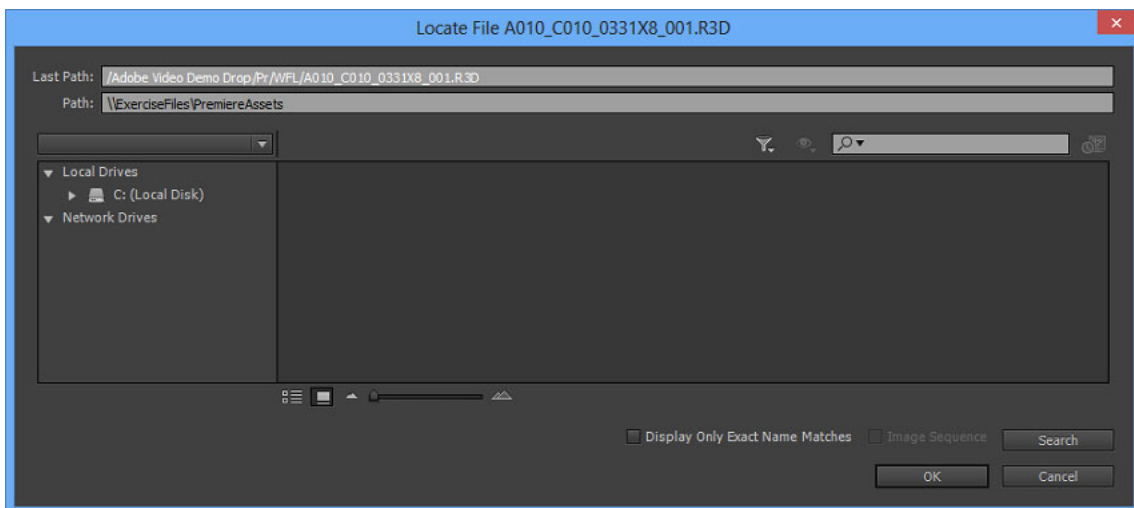 Locate File A010_C010_0331X8_001.R3D
Last Path: /Adobe Video Demo Drop/Pr/WFL/A010_C010_0331X8_001.R3D
Path: \\ExerciseFiles\PremiereAssets
Local Drives
C: (Local Disk)
Network Drives
Display Only Exact Name Matches Image Sequence Search
OK Cancel